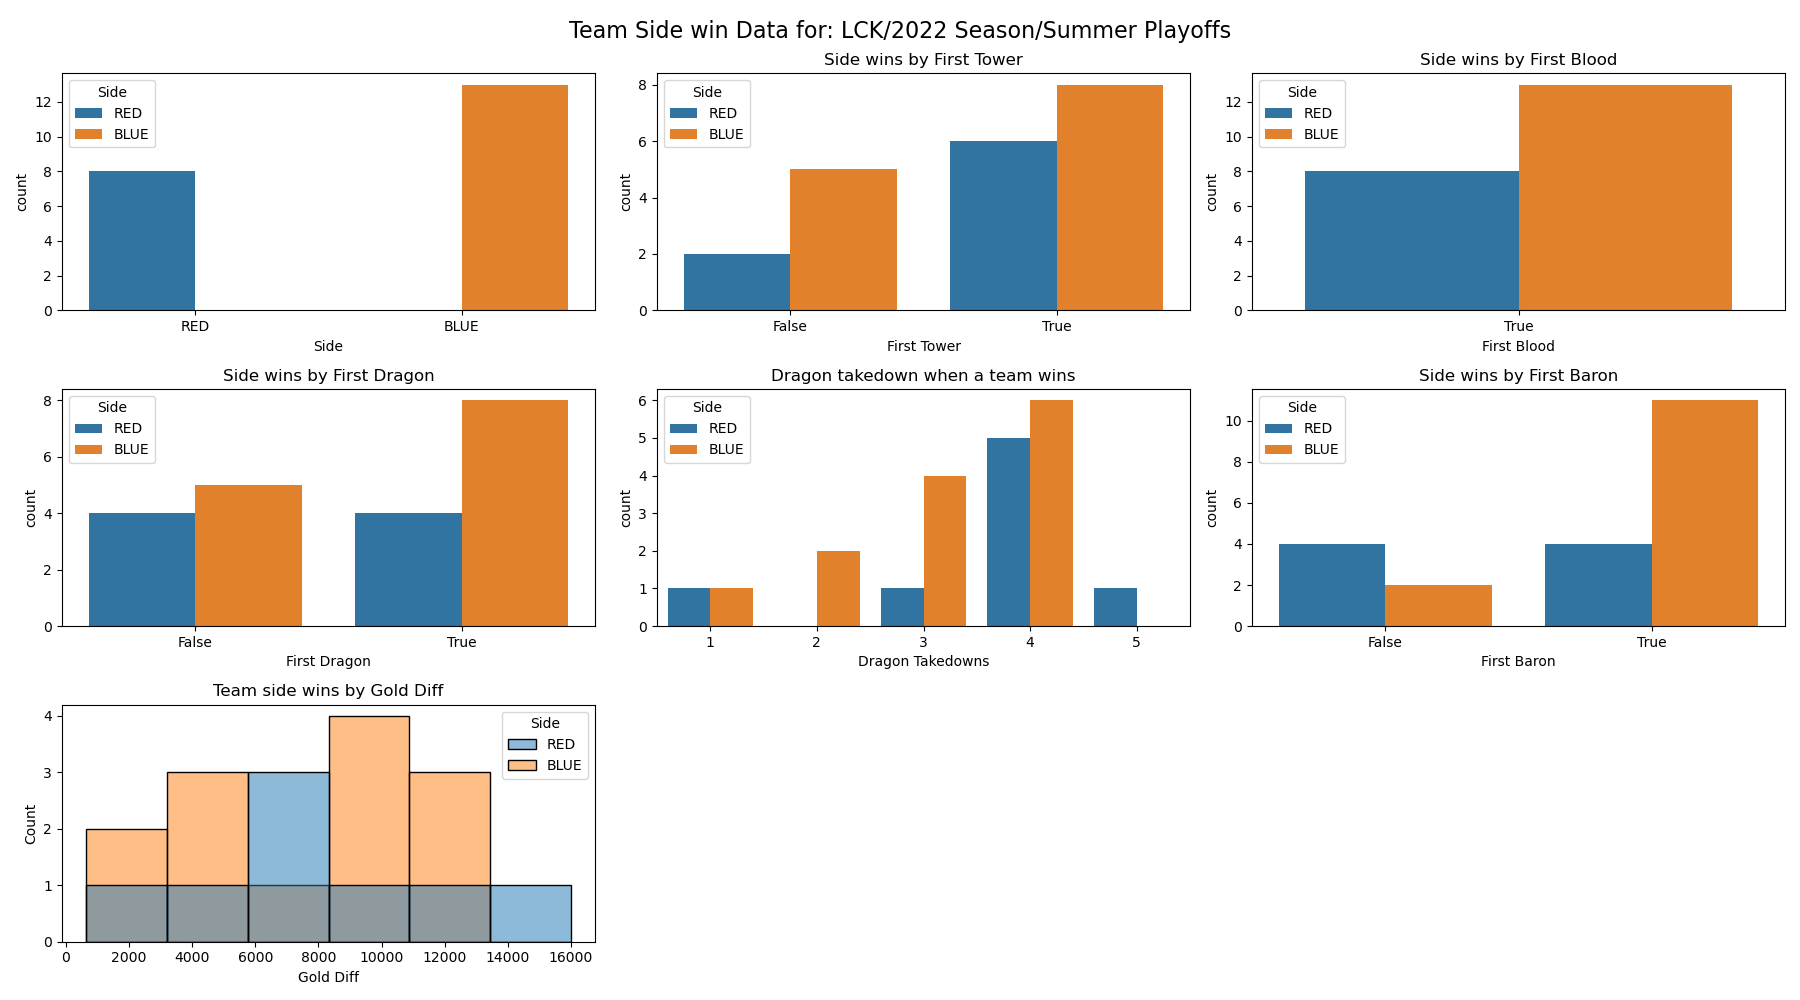 Team Side win Data for: LCK/2022 Season/Summer Playoffs
Side
RED
BLUE
count
0
2
4
6
8
10
12
RED BLUE
Side
Side wins by First Tower
Side
RED
BLUE
count
0
2
4
6
8
False True
First Tower
Side wins by First Blood
Side
RED
BLUE
count
0
2
4
6
8
10
12
True
First Blood
Side wins by First Dragon
Side
RED
BLUE
count
0
2
4
6
8
False True
First Dragon
Dragon takedown when a team wins
Side
RED
BLUE
count
0
1
2
3
4
5
6
1 2 3 4 5
Dragon Takedowns
Side wins by First Baron
Side
RED
BLUE
count
0
2
4
6
8
10
False True
First Baron
Team side wins by Gold Diff
Side
RED
BLUE
Count
0
1
2
3
4
0 2000 4000 6000 8000 10000 12000 14000 16000
Gold Diff